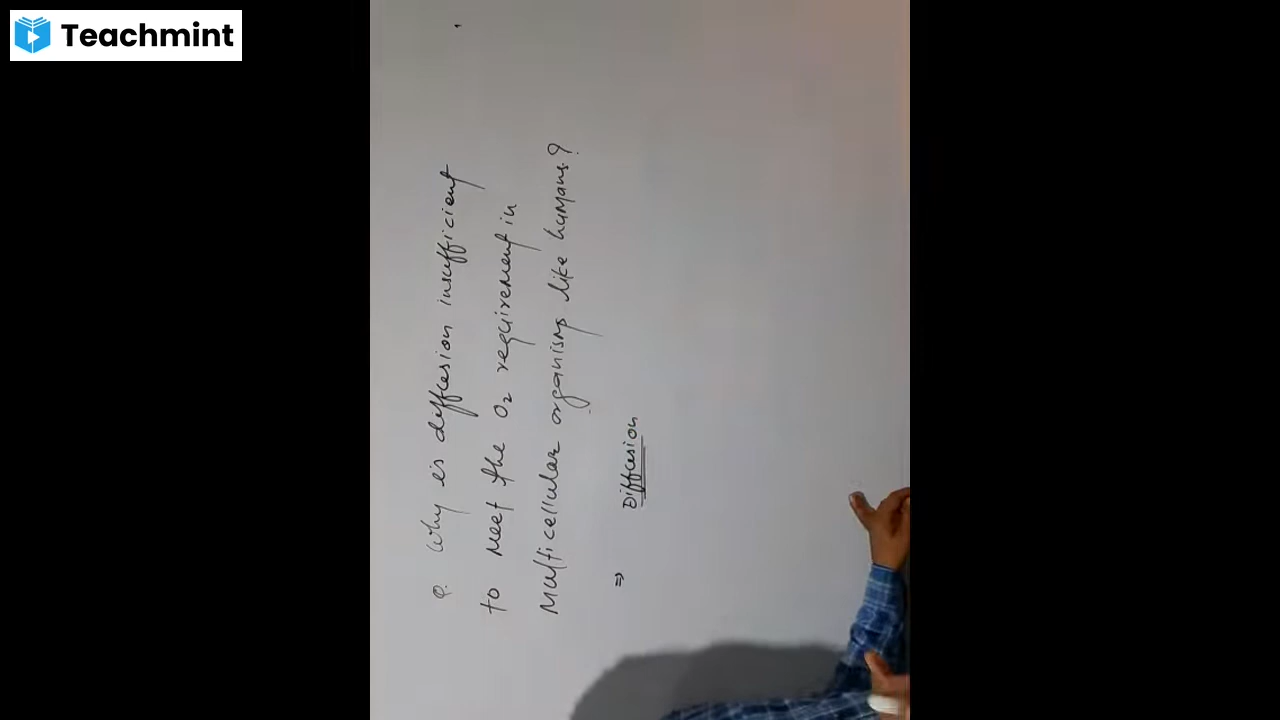 Teachmint
Q. Why is diffusion insufficient
to meet the O₂ requirement in
Multicellular organisms like humans?
⇒ Diffusion